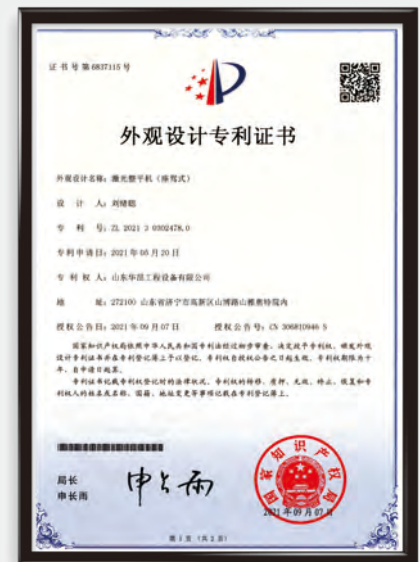 证书号第6837115号
外观设计专利证书
外观设计名称:激光整平机(座驾式)
设 计 人:刘绪聪
专 利 号:ZL 2021 3 0302478.0
专利申请日:2021年05月20日
专 利 权 人:山东华邵工程设备有限公司
地 址:272100 山东省济宁市高新区山博路山雅奥特院内
授权公告日:2021年09月07日 授权公告号:CN 306810946 S
国家知识产权局依照中华人民共和国专利法经过初步审查,决定授予专利权,颁发外观
设计专利证书并在专利登记簿上予以登记。专利权自授权公告之日起生效。专利权期限为十
年,自申请日起算。
专利证书记载专利权登记时的法律状况。专利权的转移、质押、无效、终止、恢复和专
利权人的姓名或名称、国籍、地址变更等事项记载在专利登记簿上。
局长
申长雨
申长雨
国家知识产权局
2021年09月07日
第 1 页 (共 2 页)